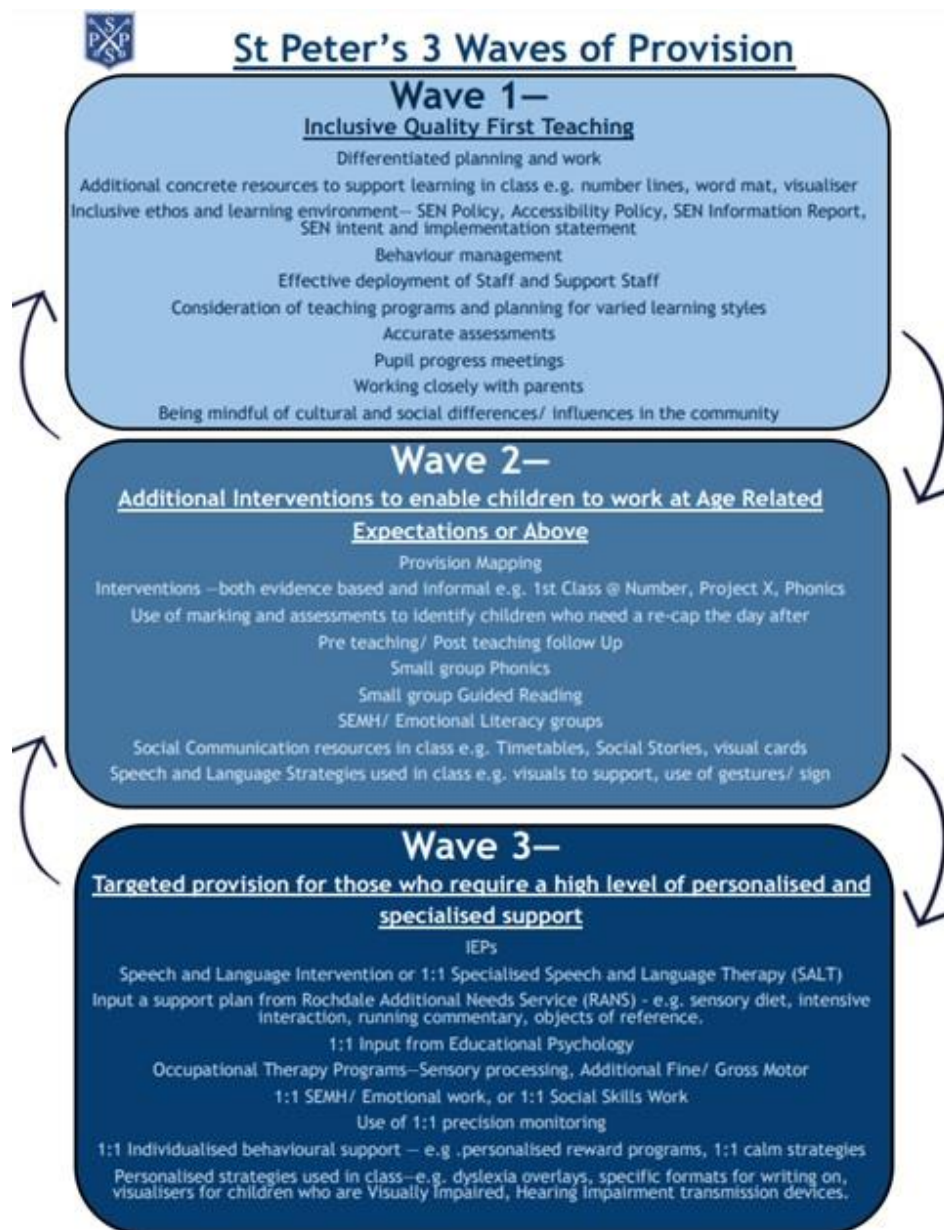 S
P P
S
St Peter's 3 Waves of Provision
Wave 1—
Inclusive Quality First Teaching
Differentiated planning and work
Additional concrete resources to support learning in class e.g. number lines, word mat, visualiser
Inclusive ethos and learning environment— SEN Policy, Accessibility Policy, SEN Information Report,
SEN intent and implementation statement
Behaviour management
Effective deployment of Staff and Support Staff
Consideration of teaching programs and planning for varied learning styles
Accurate assessments
Pupil progress meetings
Working closely with parents
Being mindful of cultural and social differences/ influences in the community
Wave 2—
Additional Interventions to enable children to work at Age Related
Expectations or Above
Provision Mapping
Interventions —both evidence based and informal e.g. 1st Class @ Number, Project X, Phonics
Use of marking and assessments to identify children who need a re-cap the day after
Pre teaching/ Post teaching follow Up
Small group Phonics
Small group Guided Reading
SEMH/ Emotional Literacy groups
Social Communication resources in class e.g. Timetables, Social Stories, visual cards
Speech and Language Strategies used in class e.g. visuals to support, use of gestures/ sign
Wave 3—
Targeted provision for those who require a high level of personalised and
specialised support
IEPs
Speech and Language Intervention or 1:1 Specialised Speech and Language Therapy (SALT)
Input a support plan from Rochdale Additional Needs Service (RANS) - e.g. sensory diet, intensive
interaction, running commentary, objects of reference.
1:1 Input from Educational Psychology
Occupational Therapy Programs—Sensory processing, Additional Fine/ Gross Motor
1:1 SEMH/ Emotional work, or 1:1 Social Skills Work
Use of 1:1 precision monitoring
1:1 Individualised behavioural support — e.g .personalised reward programs, 1:1 calm strategies
Personalised strategies used in class—e.g. dyslexia overlays, specific formats for writing on,
visualisers for children who are Visually Impaired, Hearing Impairment transmission devices.